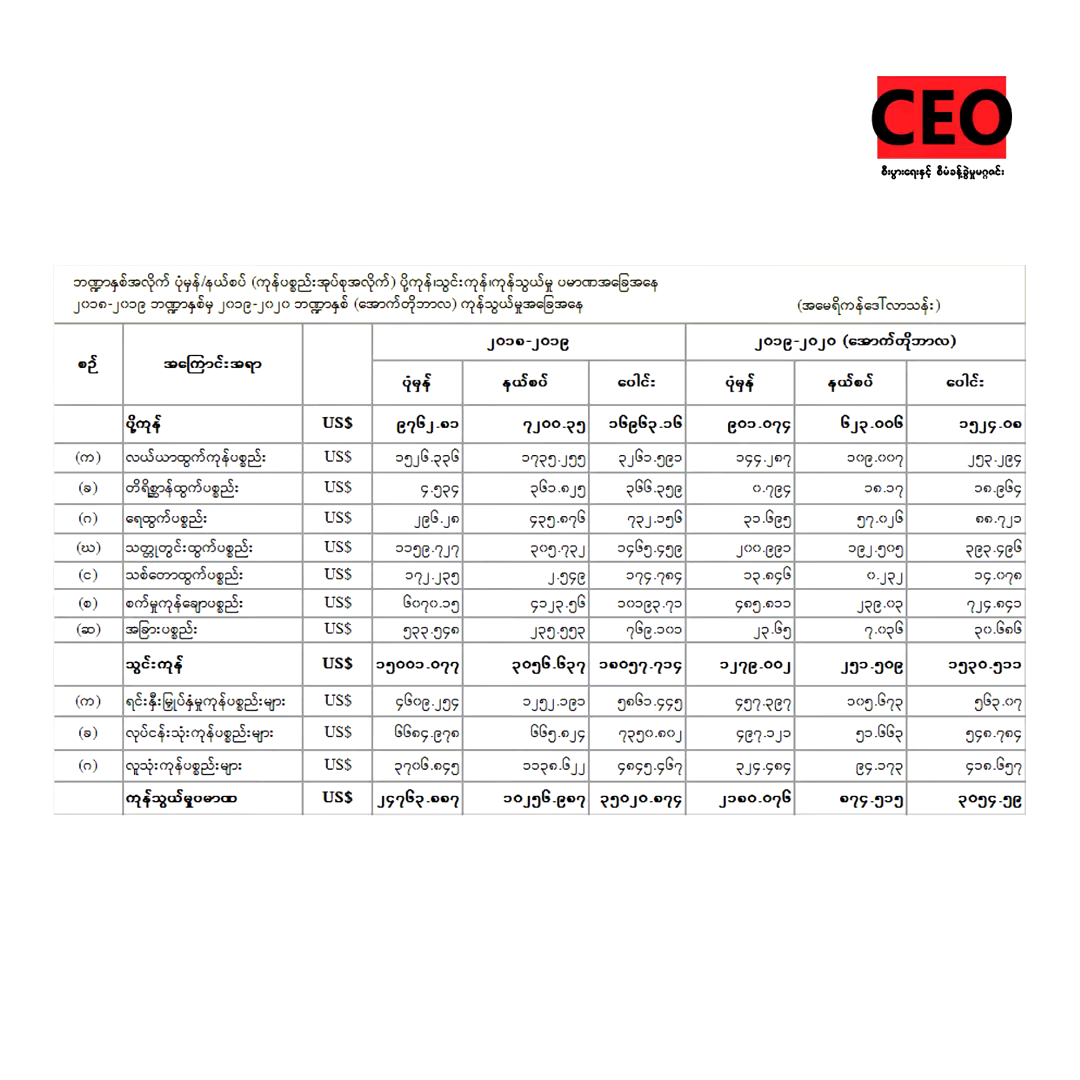 CEO
စီးပွားရေးနှင့် စီမံခန့်ခွဲမှုမဂ္ဂဇင်း
ဘဏ္ဍာနှစ်အလိုက် ပုံမှန်/နယ်စပ် (ကုန်ပစ္စည်းအုပ်စုအလိုက်) ပို့ကုန်၊သွင်းကုန်၊ကုန်သွယ်မှု ပမာဏအခြေအနေ
၂၀၁၈-၂၀၁၉ ဘဏ္ဍာနှစ်မှ ၂၀၁၉-၂၀၂၀ ဘဏ္ဍာနှစ် (အောက်တိုဘာလ) ကုန်သွယ်မှုအခြေအနေ (အမေရိကန်ဒေါ်လာသန်း)
စဉ် အကြောင်းအရာ ၂၀၁၈-၂၀၁၉ ၂၀၁၉-၂၀၂၀ (အောက်တိုဘာလ)
ပုံမှန် နယ်စပ် ပေါင်း ပုံမှန် နယ်စပ် ပေါင်း
ပို့ကုန် US$ ၉၇၆၂.၈၁ ၇၂၀၀.၃၅ ၁၆၉၆၃.၁၆ ၉၀၁.၀၇၄ ၆၂၃.၀၀၆ ၁၅၂၄.၀၈
(က) လယ်ယာထွက်ကုန်ပစ္စည်း US$ ၁၅၂၆.၃၃၆ ၁၇၃၅.၂၅၅ ၃၂၆၁.၅၉၁ ၁၄၄.၂၈၇ ၁၀၉.၀၀၇ ၂၅၃.၂၉၄
(ခ) တိရိစ္ဆာန်ထွက်ပစ္စည်း US$ ၄.၅၃၄ ၃၆၁.၈၂၅ ၃၆၆.၃၅၉ ၀.၇၉၄ ၁၈.၁၇ ၁၈.၉၆၄
(ဂ) ရေထွက်ပစ္စည်း US$ ၂၉၆.၂၈ ၄၃၅.၈၇၆ ၇၃၂.၁၅၆ ၃၁.၆၉၅ ၅၇.၀၂၆ ၈၈.၇၂၁
(ဃ) သတ္တုတွင်းထွက်ပစ္စည်း US$ ၁၁၅၉.၇၂၇ ၃၀၅.၇၃၂ ၁၄၆၅.၄၅၉ ၂၀၀.၉၉၁ ၁၉၂.၅၀၅ ၃၉၃.၄၉၆
(င) သစ်တောထွက်ပစ္စည်း US$ ၁၇၂.၂၃၅ ၂.၅၄၉ ၁၇၄.၇၈၄ ၁၃.၈၄၆ ၀.၂၃၂ ၁၄.၀၇၈
(စ) စက်မှုကုန်ချောပစ္စည်း US$ ၆၀၇၀.၁၅ ၄၁၂၃.၅၆ ၁၀၁၉၃.၇၁ ၄၈၅.၈၁၁ ၂၃၉.၀၃ ၇၂၄.၈၄၁
(ဆ) အခြားပစ္စည်း US$ ၅၃၃.၅၄၈ ၂၃၅.၅၅၃ ၇၆၉.၁၀၁ ၂၃.၆၅ ၇.၀၃၆ ၃၀.၆၈၆
သွင်းကုန် US$ ၁၅၀၀၁.၀၇၇ ၃၀၅၆.၆၃၇ ၁၈၀၅၇.၇၁၄ ၁၂၇၉.၀၀၂ ၂၅၁.၅၀၉ ၁၅၃၀.၅၁၁
(က) ရင်းနှီးမြှုပ်နှံမှုကုန်ပစ္စည်းများ US$ ၄၆၀၉.၂၅၄ ၁၂၅၂.၁၉၁ ၅၈၆၁.၄၄၅ ၄၅၇.၃၉၇ ၁၀၅.၆၇၃ ၅၆၃.၀၇
(ခ) လုပ်ငန်းသုံးကုန်ပစ္စည်းများ US$ ၆၆၈၄.၉၇၈ ၆၆၅.၈၂၄ ၇၃၅၀.၈၀၂ ၄၉၇.၁၂၁ ၅၁.၆၆၃ ၅၄၈.၇၈၄
(ဂ) လူသုံးကုန်ပစ္စည်းများ US$ ၃၇၀၆.၈၄၅ ၁၁၃၈.၆၂၂ ၄၈၄၅.၄၆၇ ၃၂၄.၄၈၄ ၉၄.၁၇၃ ၄၁၈.၆၅၇
ကုန်သွယ်မှုပမာဏ US$ ၂၄၇၆၃.၈၈၇ ၁၀၂၅၆.၉၈၇ ၃၅၀၂၀.၈၇၄ ၂၁၈၀.၀၇၆ ၈၇၄.၅၁၅ ၃၀၅၄.၅၉